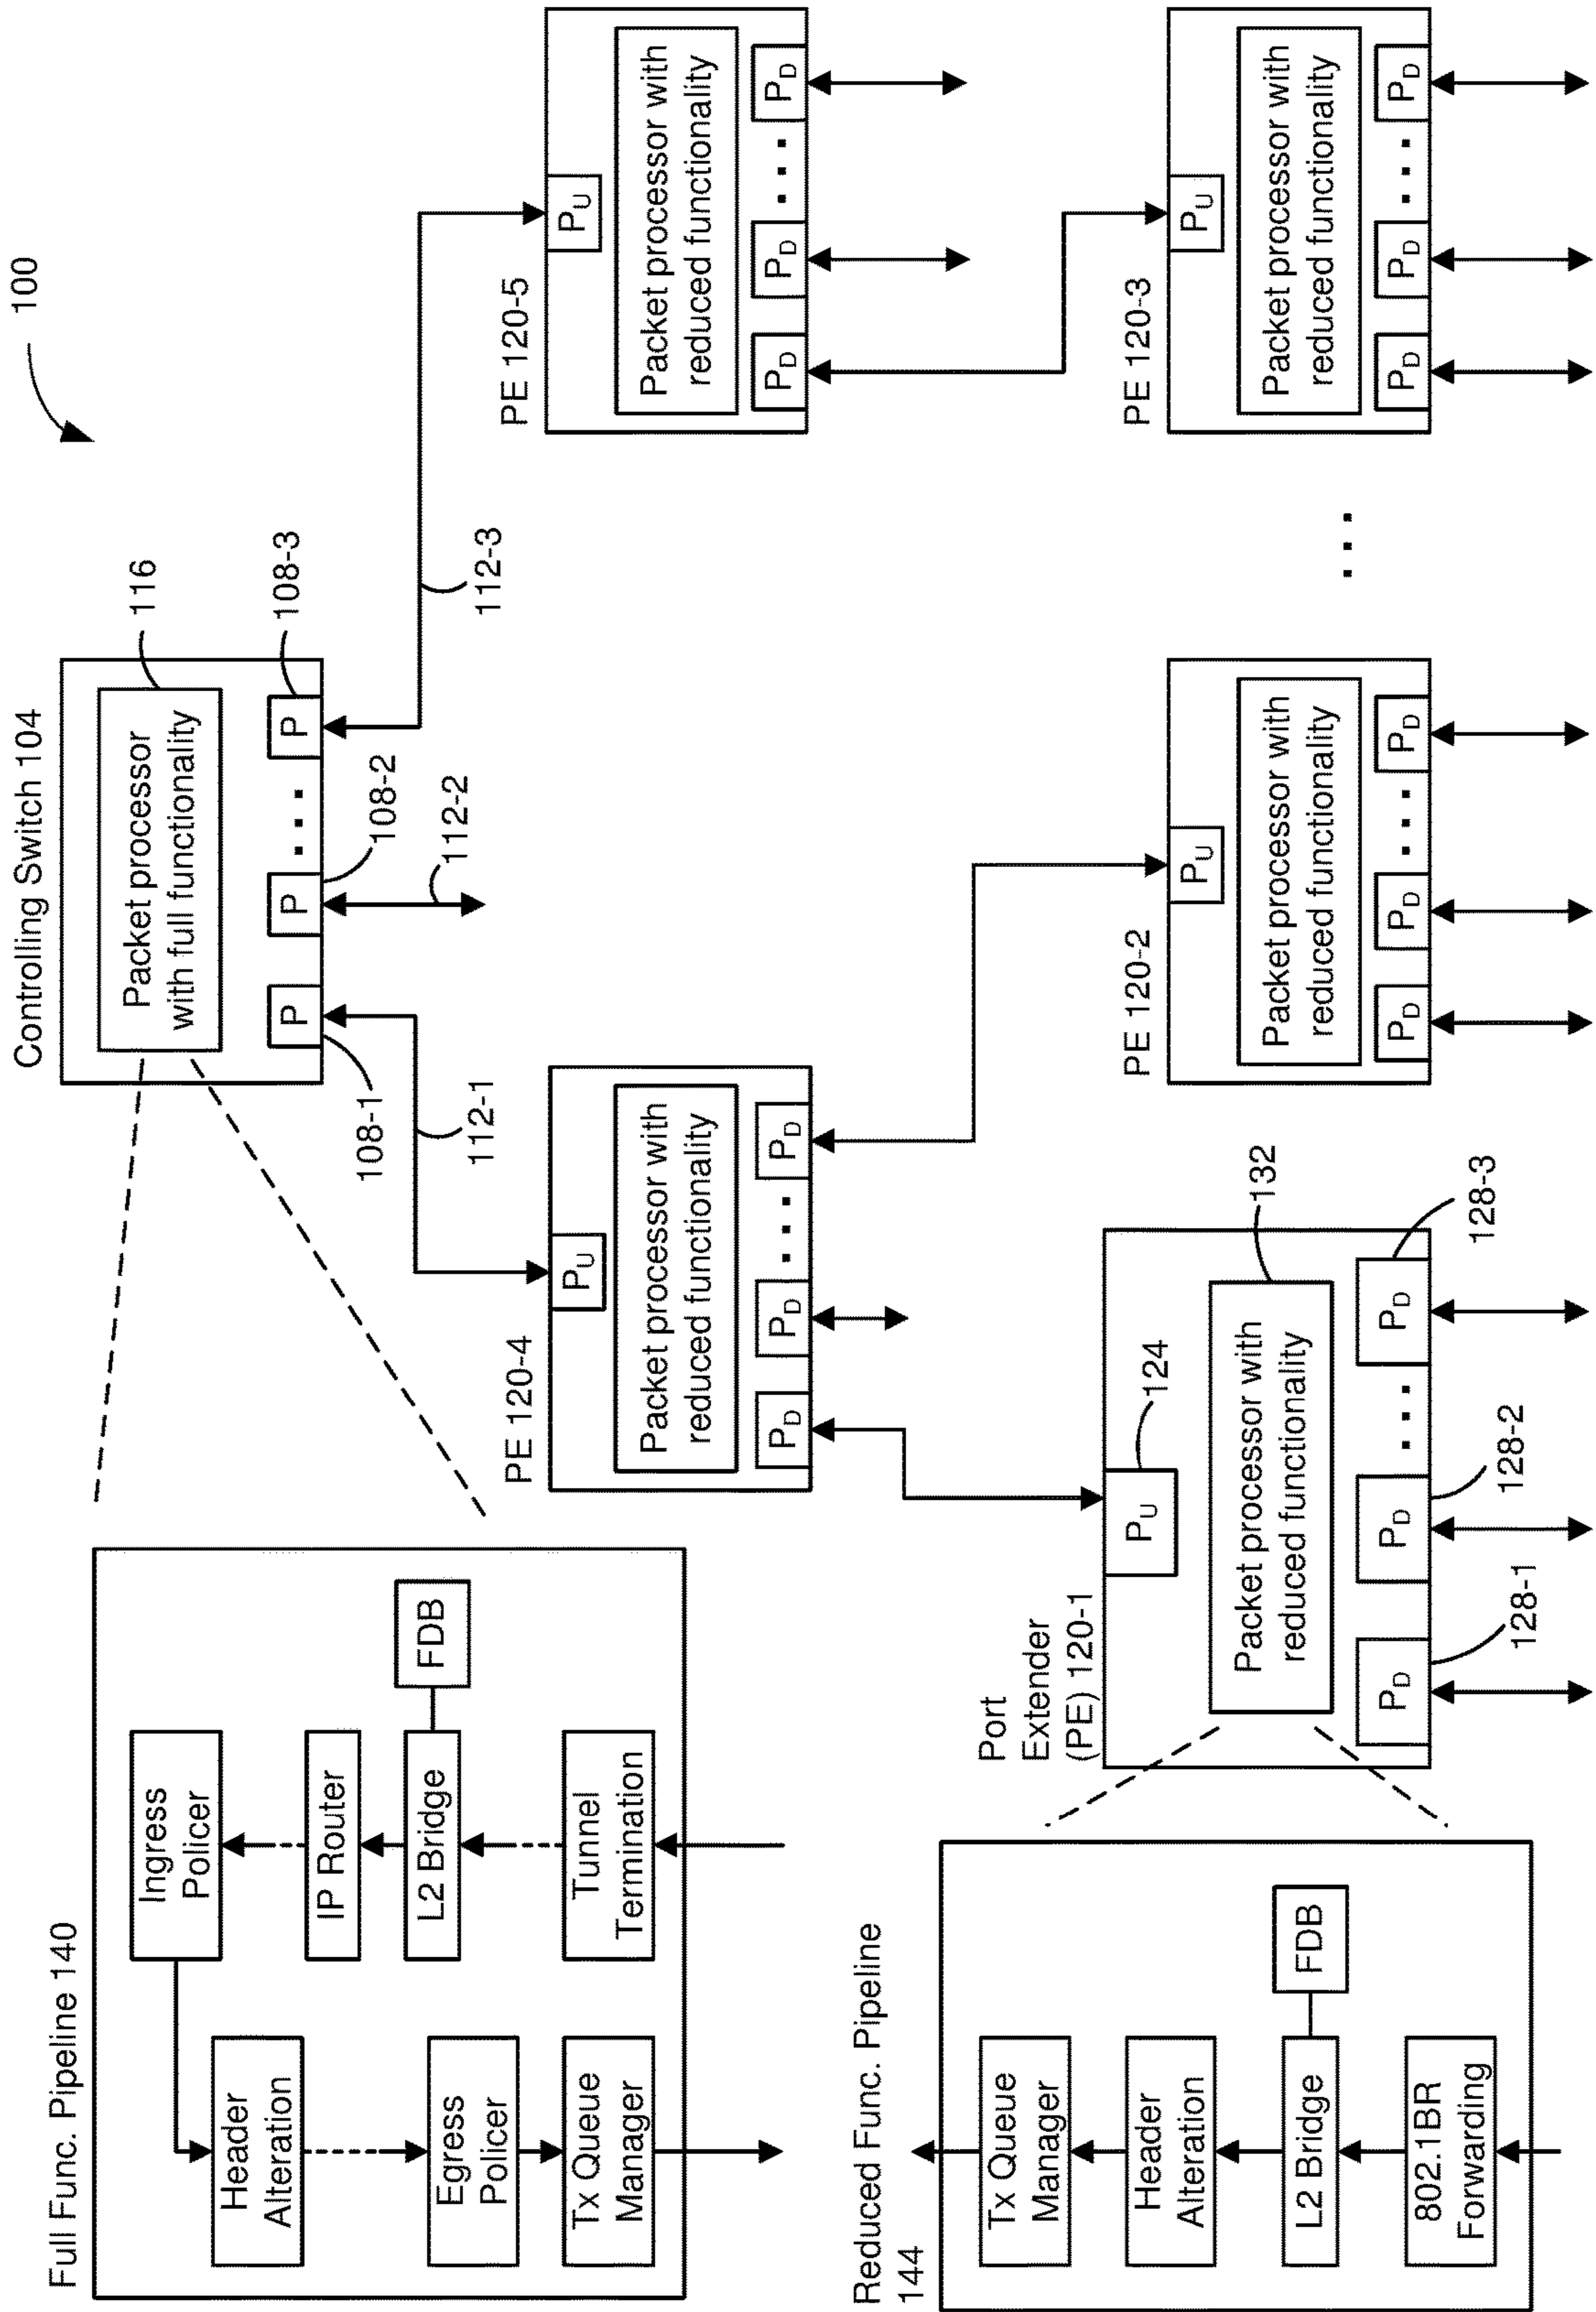 100
Controlling Switch 104
Packet processor
with full functionality
116
P
P
. . .
P
108-1
108-2
108-3
112-1
112-2
112-3
Full Func. Pipeline 140
Header
Alteration
Egress
Policer
Tx Queue
Manager
Ingress
Policer
IP Router
L2 Bridge
FDB
Tunnel
Termination
PE 120-4
PU
Packet processor with
reduced functionality
PD
PD
. . .
PD
PE 120-5
PU
Packet processor with
reduced functionality
PD
PD
. . .
PD
Reduced Func. Pipeline
144
Tx Queue
Manager
Header
Alteration
L2 Bridge
FDB
802.1BR
Forwarding
Port
Extender
(PE) 120-1
PU
124
Packet processor with
reduced functionality
132
PD
PD
. . .
PD
128-1
128-2
128-3
PE 120-2
PU
Packet processor with
reduced functionality
PD
PD
. . .
PD
. . .
PE 120-3
PU
Packet processor with
reduced functionality
PD
PD
. . .
PD